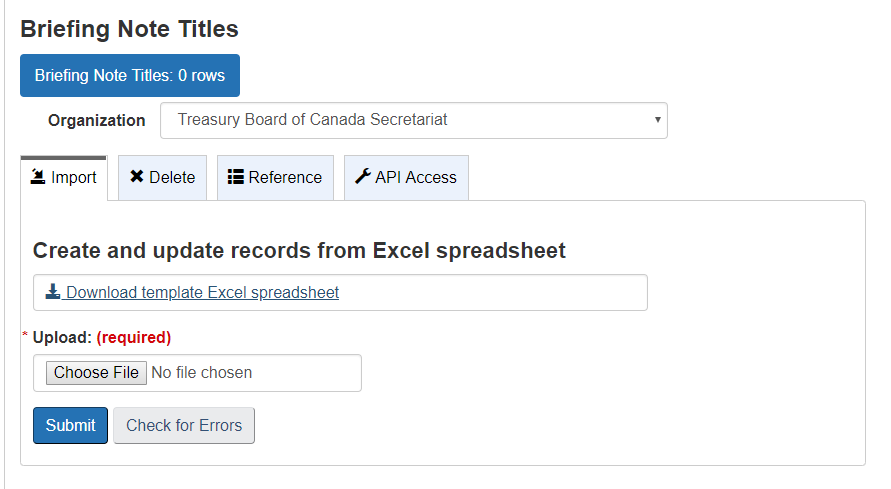 Briefing Note Titles
Briefing Note Titles: 0 rows
Organization Treasury Board of Canada Secretariat
Import Delete Reference API Access
Create and update records from Excel spreadsheet
Download template Excel spreadsheet
* Upload: (required)
Choose File No file chosen
Submit Check for Errors